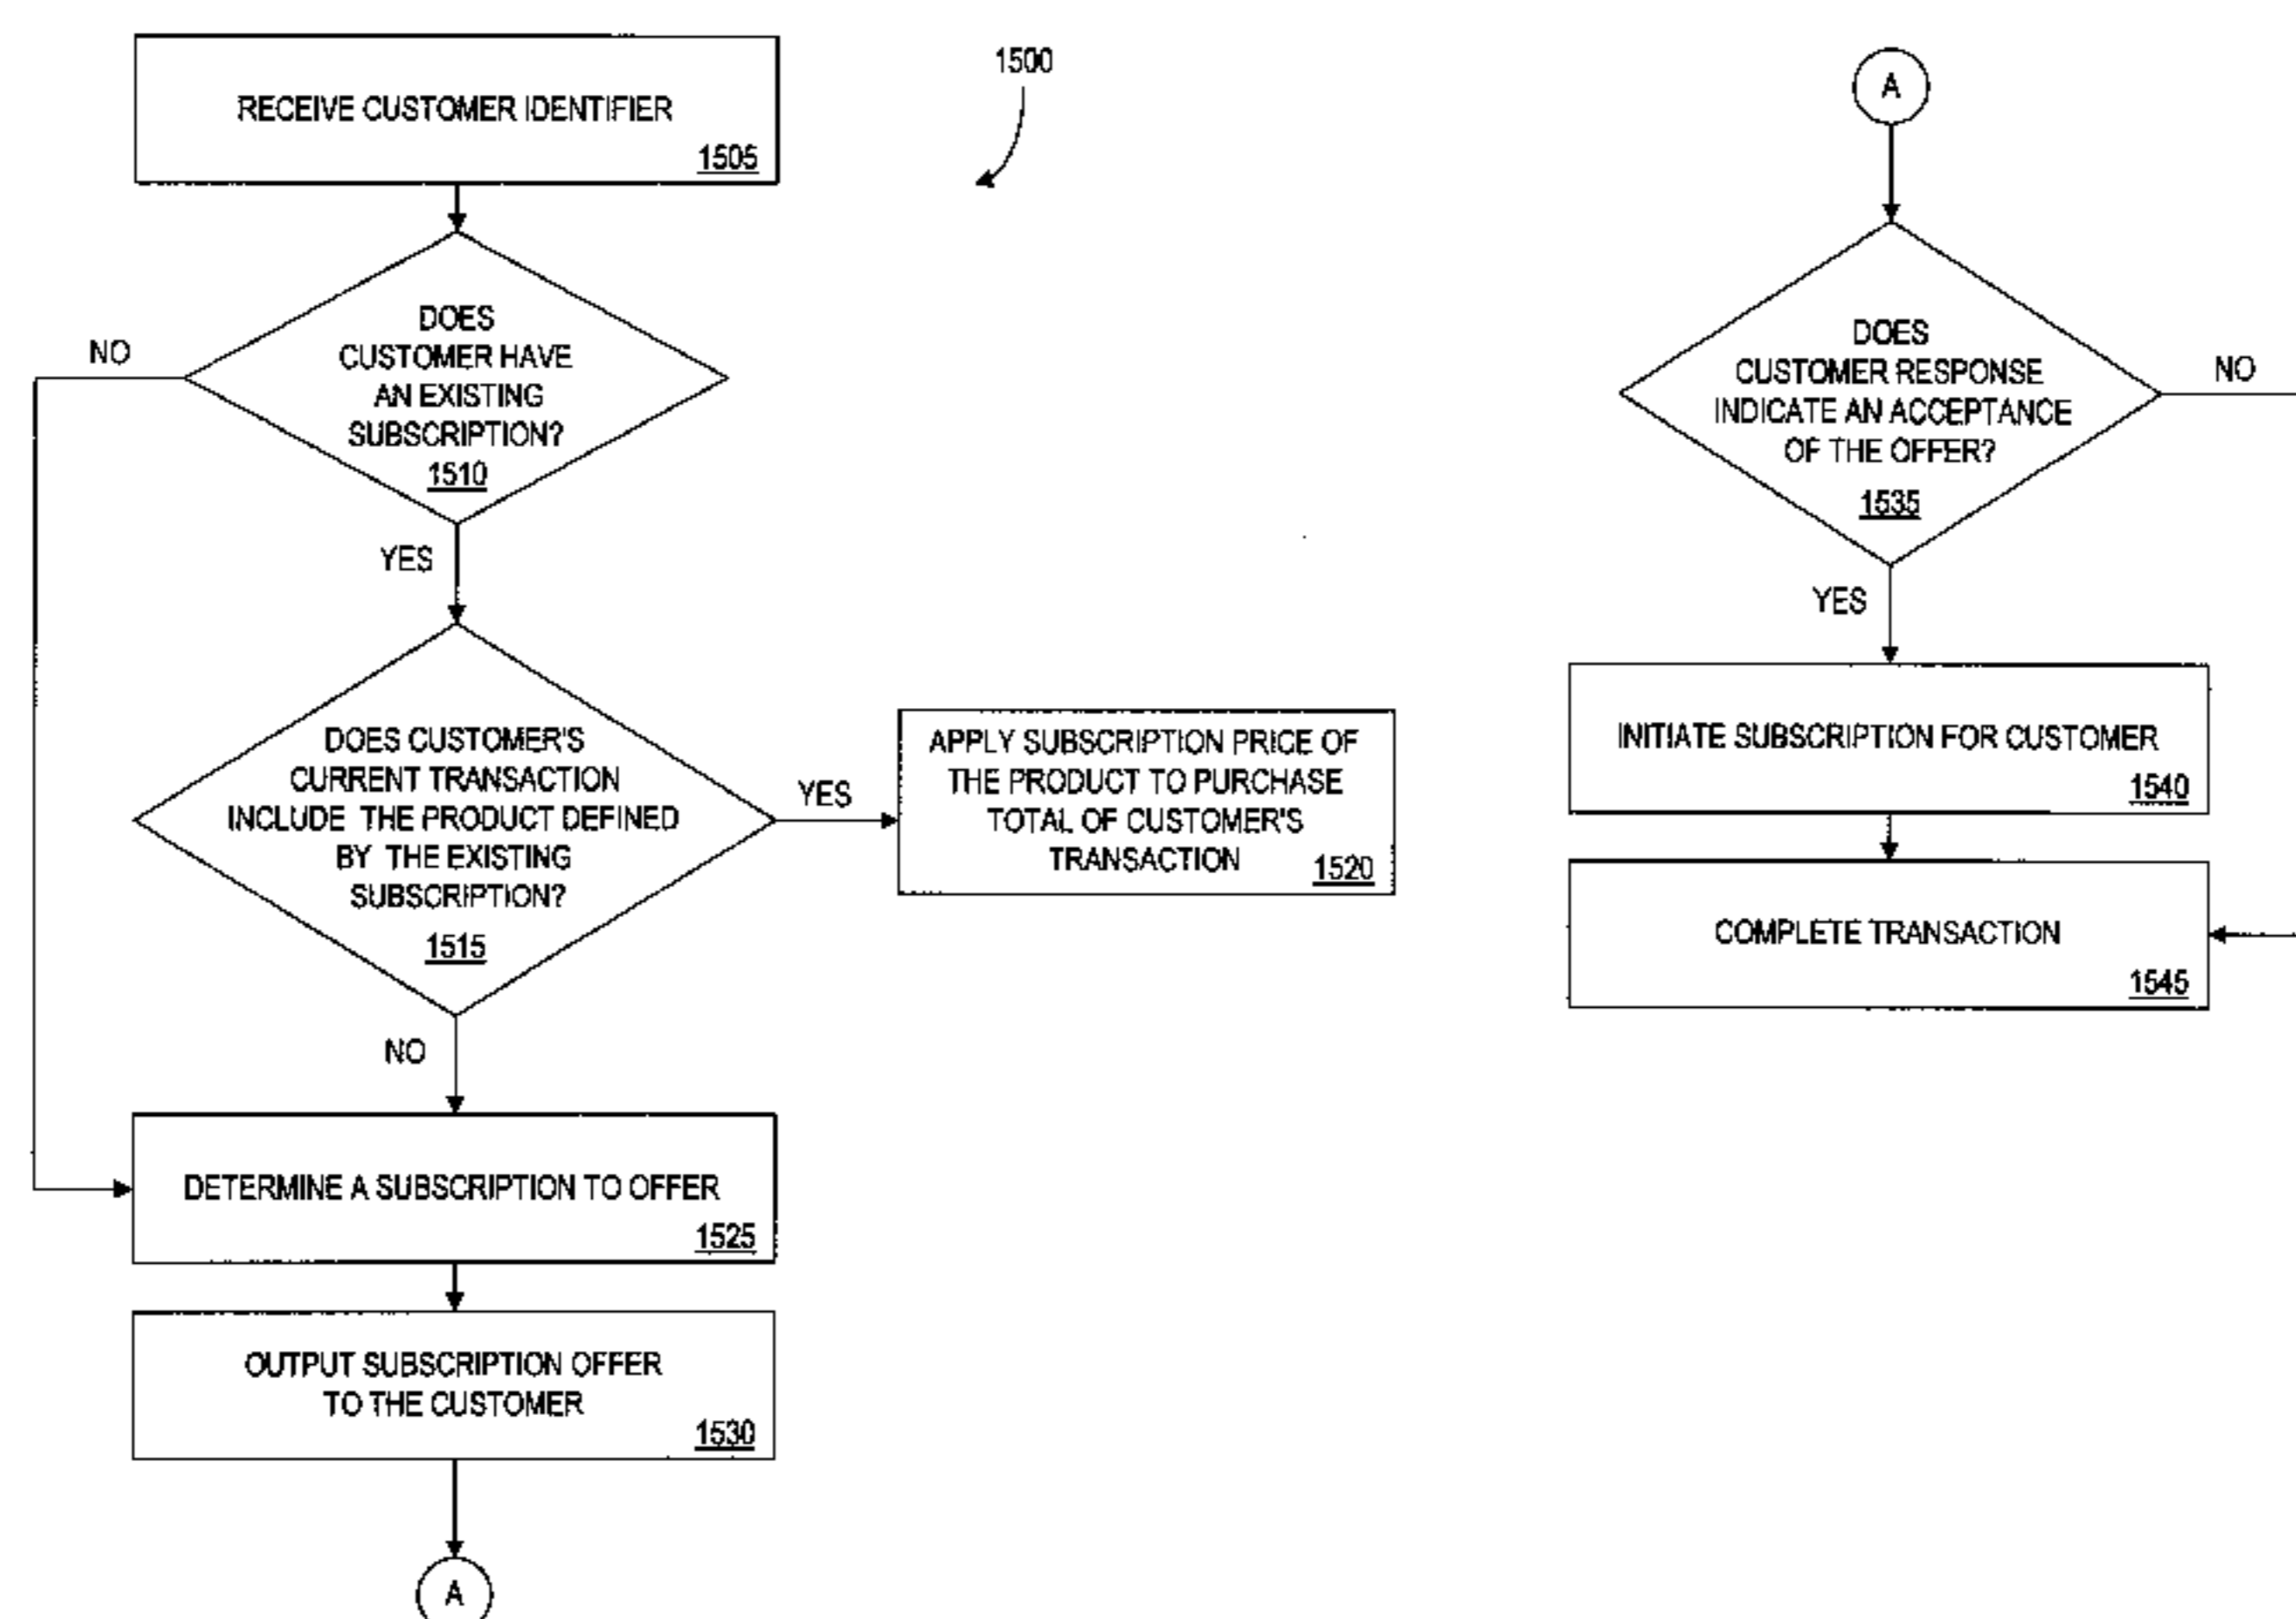 RECEIVE CUSTOMER IDENTIFIER
1505
1500
DOES
CUSTOMER HAVE
AN EXISTING
SUBSCRIPTION?
1510
NO
YES
DOES CUSTOMER'S
CURRENT TRANSACTION
INCLUDE THE PRODUCT DEFINED
BY THE EXISTING
SUBSCRIPTION?
1515
YES
APPLY SUBSCRIPTION PRICE OF
THE PRODUCT TO PURCHASE
TOTAL OF CUSTOMER'S
TRANSACTION
1520
NO
DETERMINE A SUBSCRIPTION TO OFFER
1525
OUTPUT SUBSCRIPTION OFFER
TO THE CUSTOMER
1530
A
A
DOES
CUSTOMER RESPONSE
INDICATE AN ACCEPTANCE
OF THE OFFER?
1535
NO
YES
INITIATE SUBSCRIPTION FOR CUSTOMER
1540
COMPLETE TRANSACTION
1545